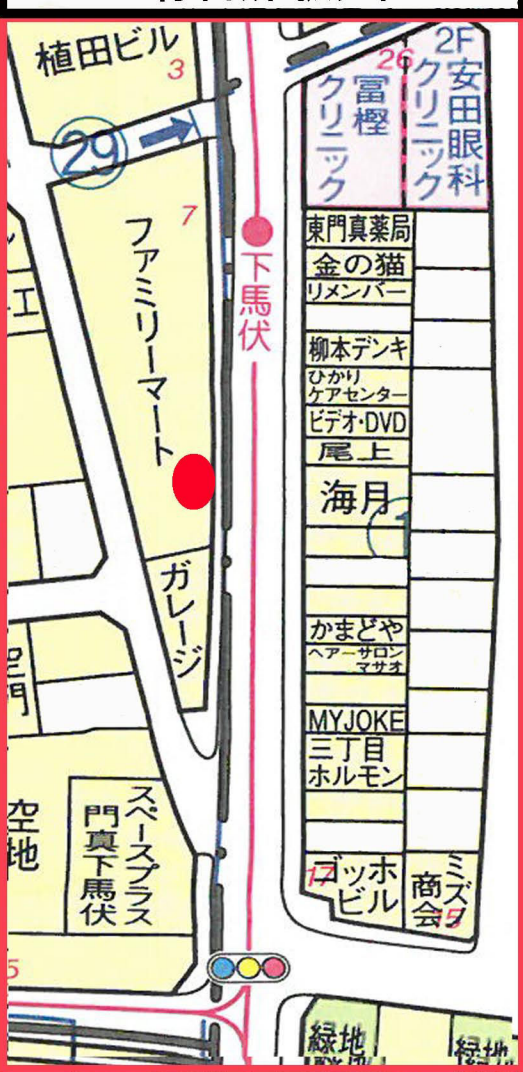 植田ビル
3
29
7
ファミリーマート
下馬伏
ガレージ
空地
スペースプラス
門真下馬伏
5
26
冨樫
クリニック
2F
安田眼科
クリニック
東門真薬局
金の猫
リメンバー
柳本デンキ
ひかり
ケアセンター
ビデオ・DVD
尾上
海月
1
かまどや
ヘアーサロン
マサオ
MYJOKE
三丁目
ホルモン
17
ゴッホ
ビル
ミズノ
商会
15
緑地
緑地